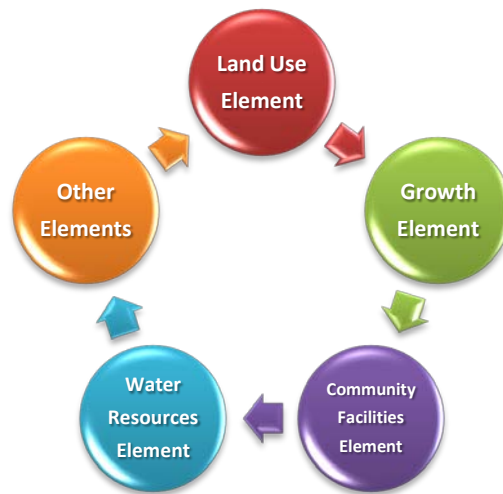 Land Use
Element
Growth
Element
Community
Facilities
Element
Water
Resources
Element
Other
Elements